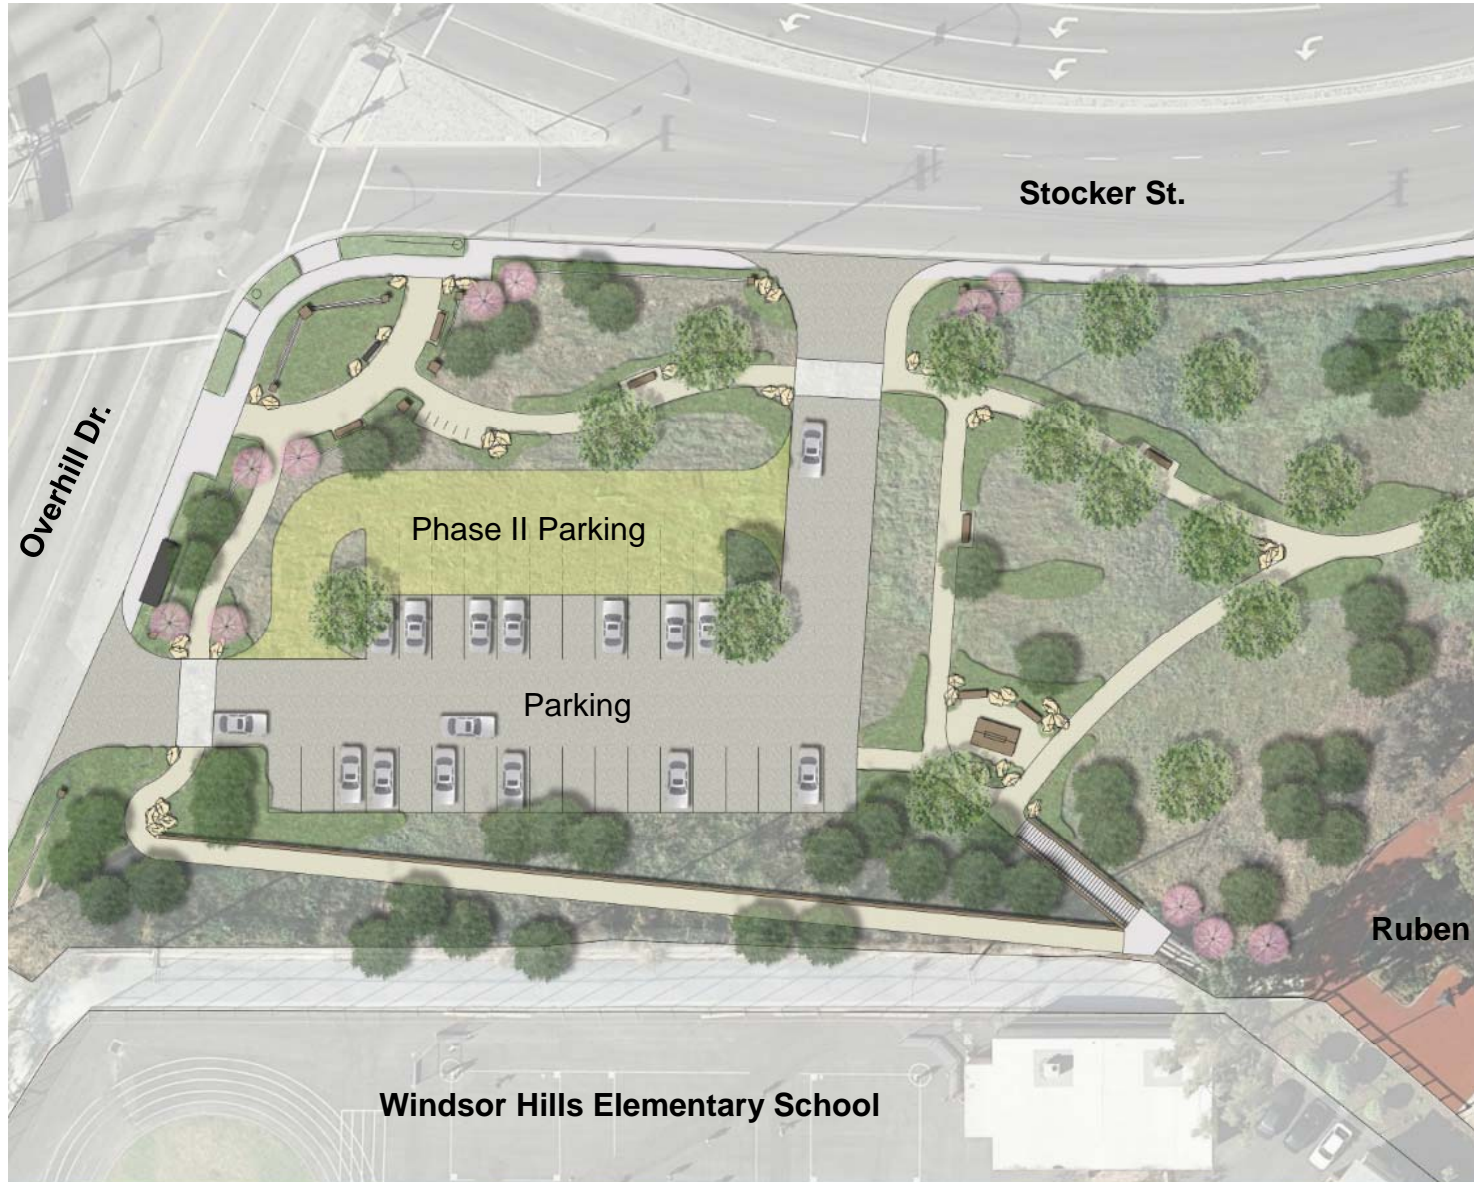 Stocker St.
Overhill Dr.
Phase II Parking
Parking
Ruben
Windsor Hills Elementary School